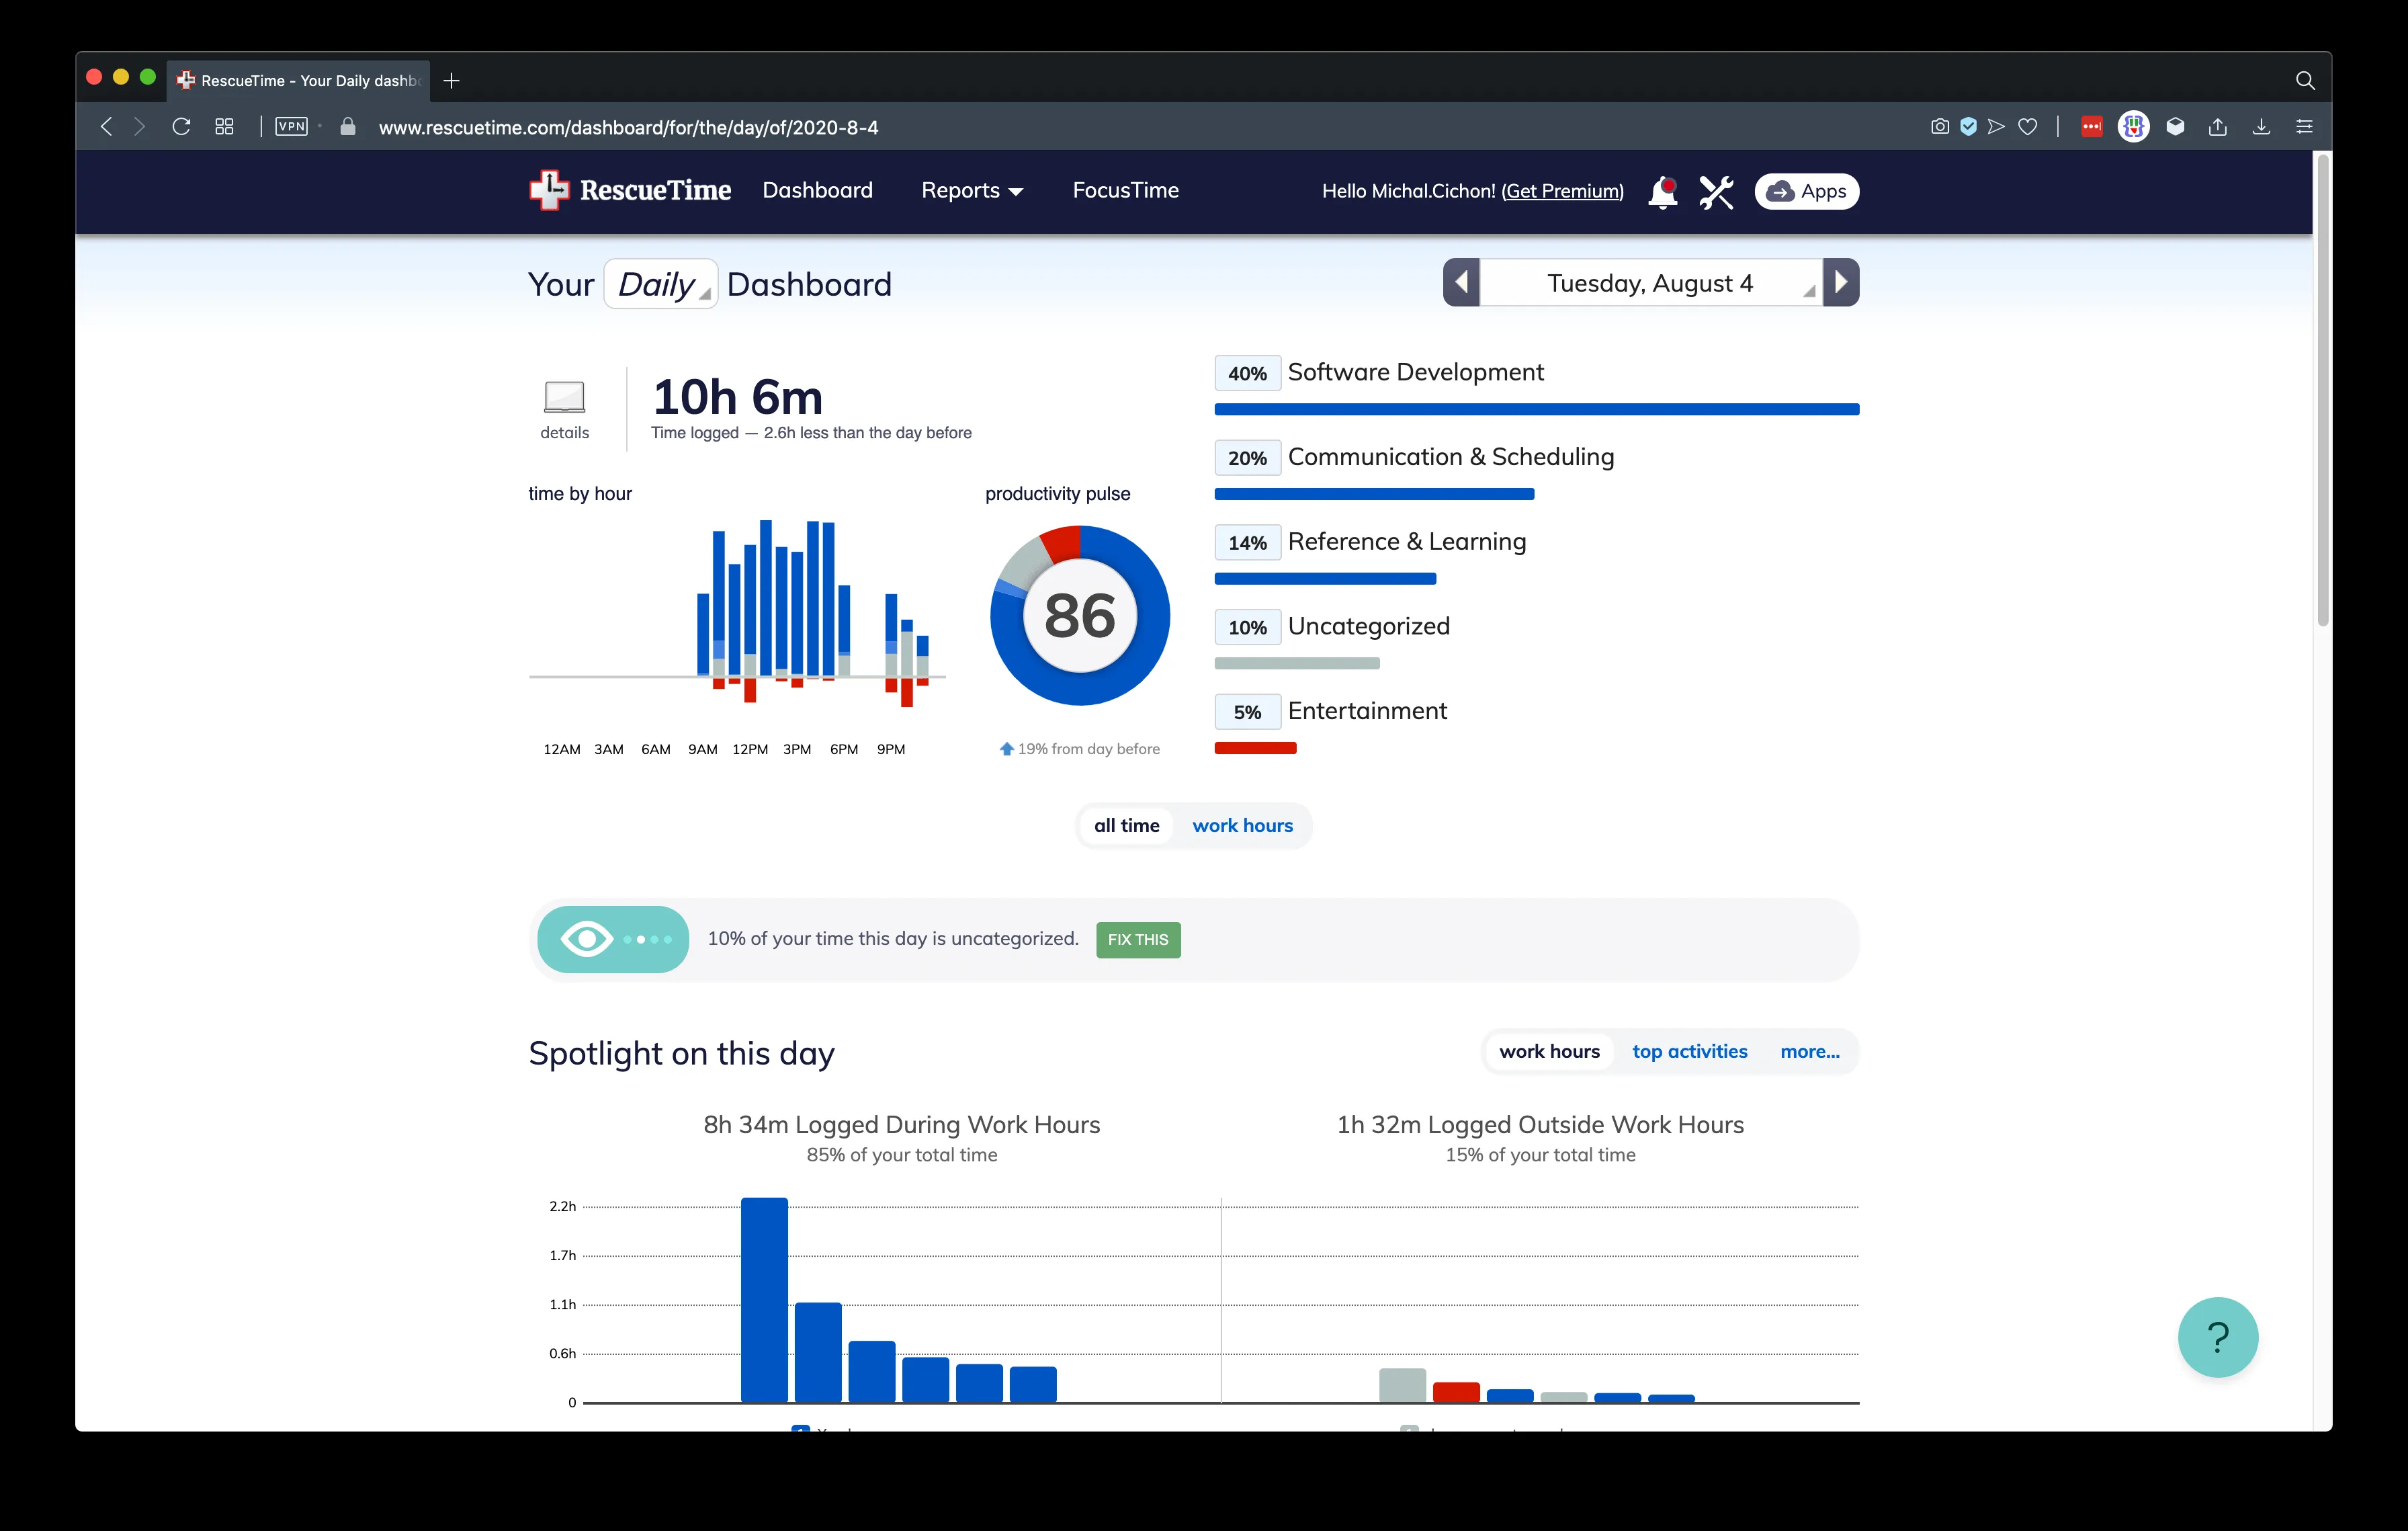 RescueTime - Your Daily dashb
VPN
www.rescuetime.com/dashboard/for/the/day/of/2020-8-4
RescueTime Dashboard Reports FocusTime Hello Michal.Cichon! (Get Premium) Apps
Your Daily Dashboard
Tuesday, August 4
details
10h 6m
Time logged — 2.6h less than the day before
time by hour
12AM 3AM 6AM 9AM 12PM 3PM 6PM 9PM
productivity pulse
86
19% from day before
40% Software Development
20% Communication & Scheduling
14% Reference & Learning
10% Uncategorized
5% Entertainment
all time work hours
10% of your time this day is uncategorized. FIX THIS
Spotlight on this day
work hours top activities more...
8h 34m Logged During Work Hours
85% of your total time
1h 32m Logged Outside Work Hours
15% of your total time
2.2h
1.7h
1.1h
0.6h
0
?